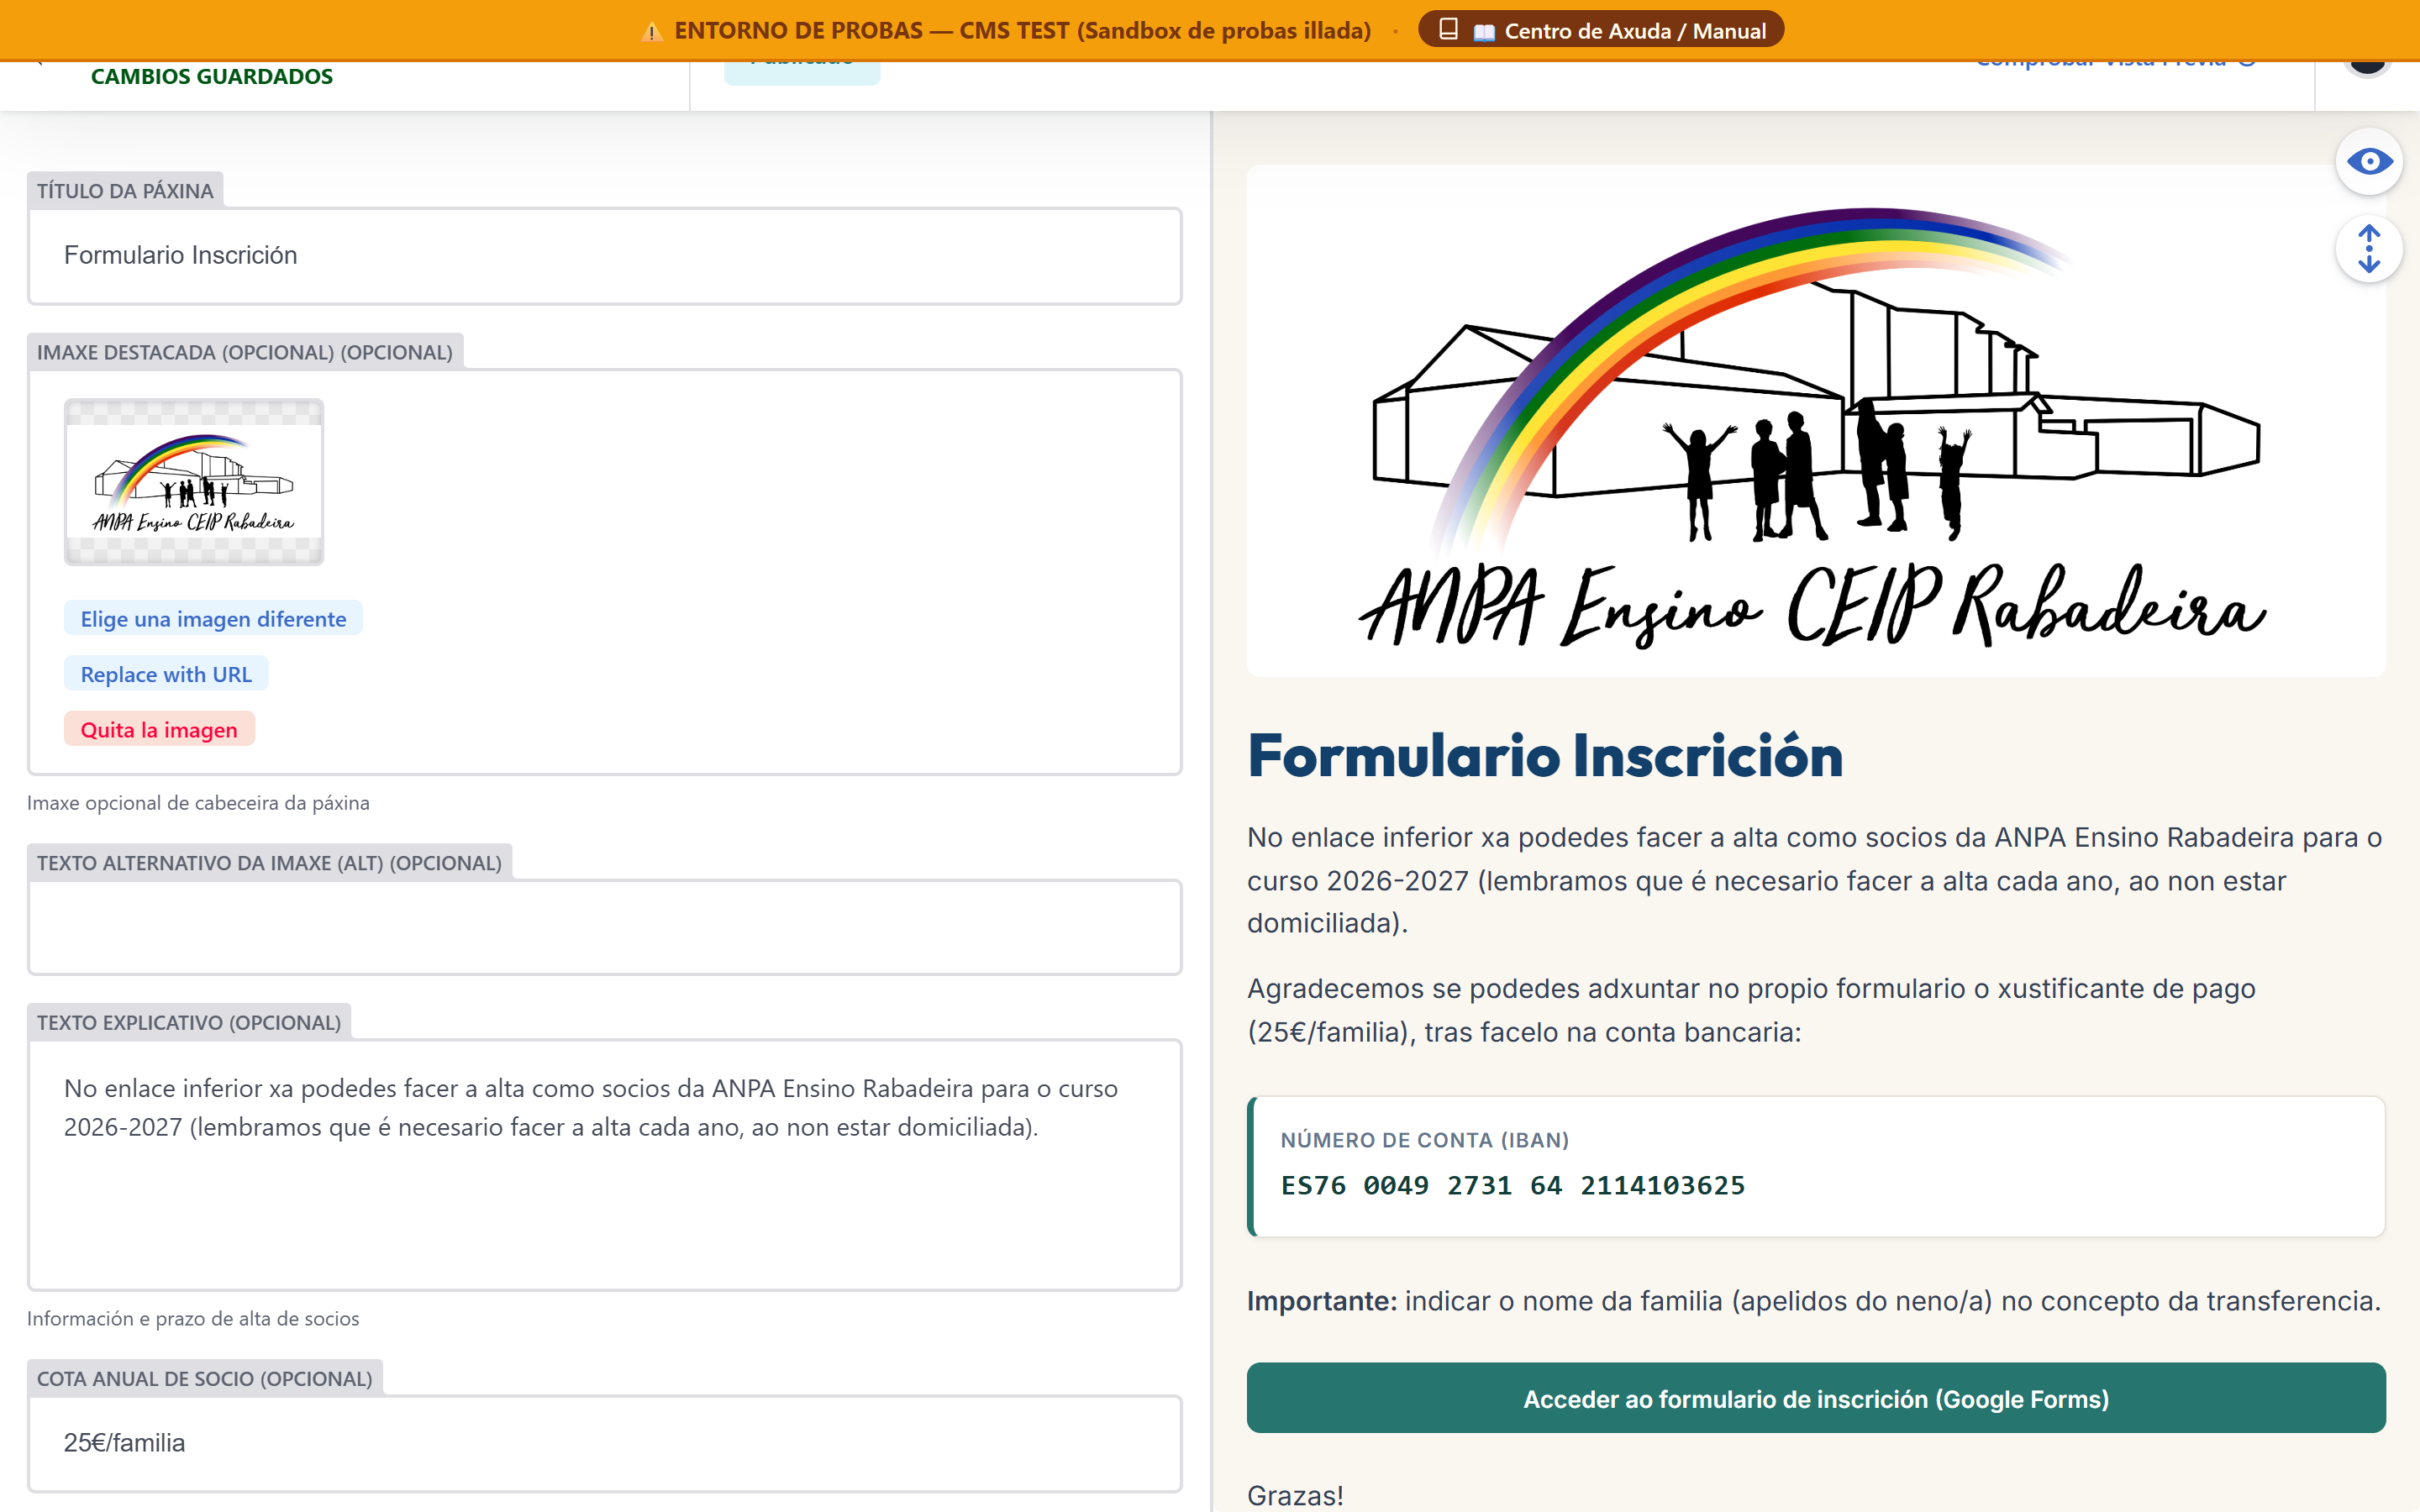 ⚠️ ENTORNO DE PROBAS — CMS TEST (Sandbox de probas illada) · 📖 Centro de Axuda / Manual
CAMBIOS GUARDADOS
TÍTULO DA PÁXINA
Formulario Inscrición
IMAXE DESTACADA (OPCIONAL) (OPCIONAL)
ANPA Ensino CEIP Rabadeira
Elige una imagen diferente
Replace with URL
Quita la imagen
Imaxe opcional de cabeceira da páxina
TEXTO ALTERNATIVO DA IMAXE (ALT) (OPCIONAL)
TEXTO EXPLICATIVO (OPCIONAL)
No enlace inferior xa podedes facer a alta como socios da ANPA Ensino Rabadeira para o curso
2026-2027 (lembramos que é necesario facer a alta cada ano, ao non estar domiciliada).
Información e prazo de alta de socios
COTA ANUAL DE SOCIO (OPCIONAL)
25€/familia
ANPA Ensino CEIP Rabadeira
Formulario Inscrición
No enlace inferior xa podedes facer a alta como socios da ANPA Ensino Rabadeira para o
curso 2026-2027 (lembramos que é necesario facer a alta cada ano, ao non estar
domiciliada).
Agradecemos se podedes adxuntar no propio formulario o xustificante de pago
(25€/familia), tras facelo na conta bancaria:
NÚMERO DE CONTA (IBAN)
ES76 0049 2731 64 2114103625
Importante: indicar o nome da familia (apelidos do neno/a) no concepto da transferencia.
Acceder ao formulario de inscrición (Google Forms)
Grazas!